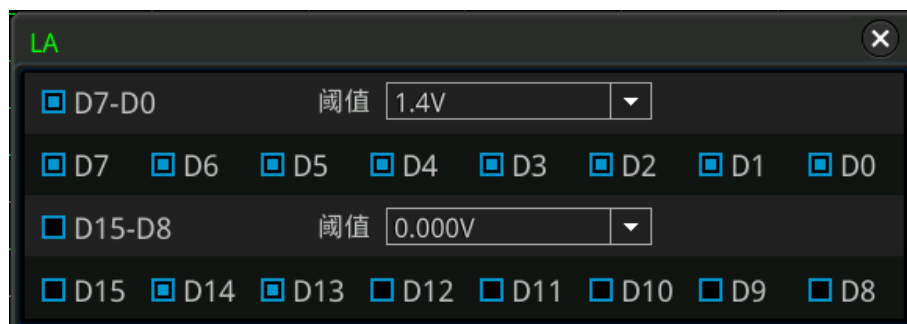 LA
D7-D0 阈值 1.4V
D7 D6 D5 D4 D3 D2 D1 D0
D15-D8 阈值 0.000V
D15 D14 D13 D12 D11 D10 D9 D8